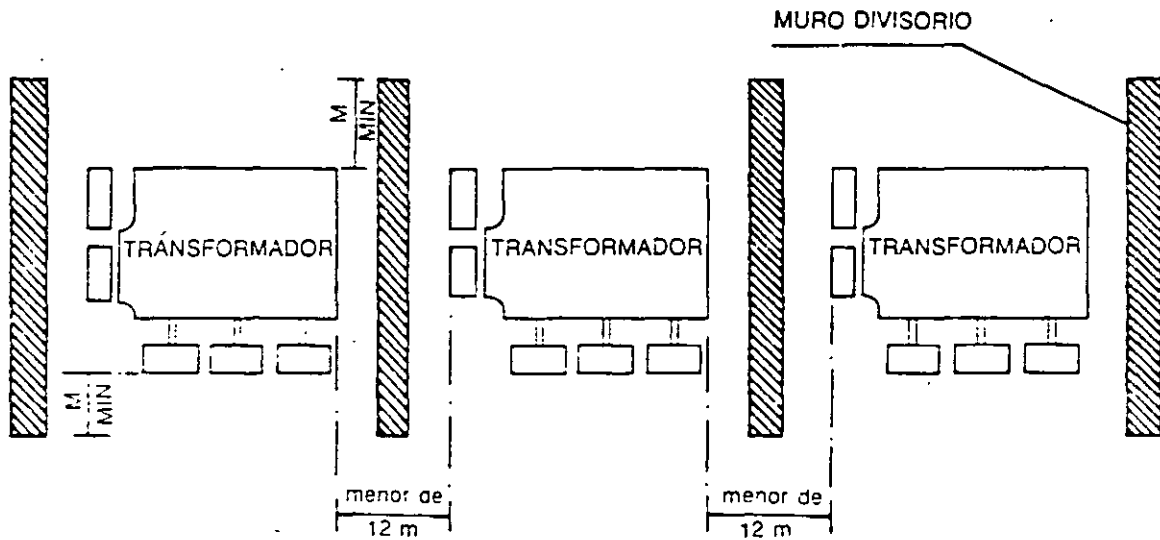 MURO DIVISORIO
M
MIN
TRÁNSFORMADOR
TRANSFORMADOR
TRANSFORMADOR
M
MIN
menor de
12 m
menor de
12 m